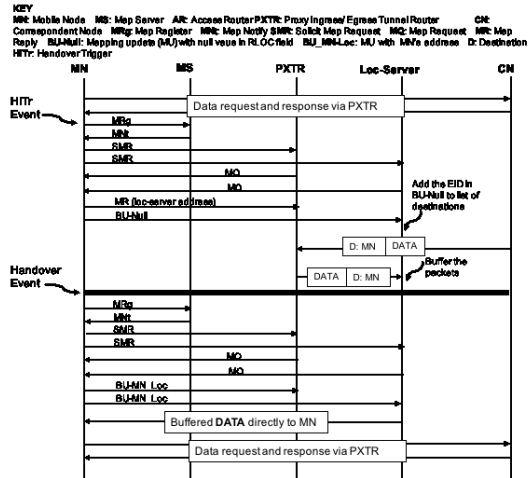 KEY
MN: Mobile Node MS: Map Server AR: Access Router PXTR: Proxy Ingress/ Egress Tunnel Router CN:
Correspondent Node MRg: Map Register MNt: Map Notify SMR: Solicit Map Request MQ: Map Request MR: Map
Reply BU-Null: Mapping update (MU) with null value in RLOC field BU_MN-Loc: MU with MN's address D: Destination
HITr: Handover Trigger
MN MS PXTR Loc-Server CN
HITr
Event
Data request and response via PXTR
MRg
MNt
SMR
SMR
MQ
MQ
MR (loc-server address)
BU-Null
Add the EID in
BU-Null to list of
destinations
D: MN DATA
Buffer the
packets
DATA D: MN
Handover
Event
MRg
MNt
SMR
SMR
MQ
MQ
BU-MN_Loc
BU-MN_Loc
Buffered DATA directly to MN
Data request and response via PXTR